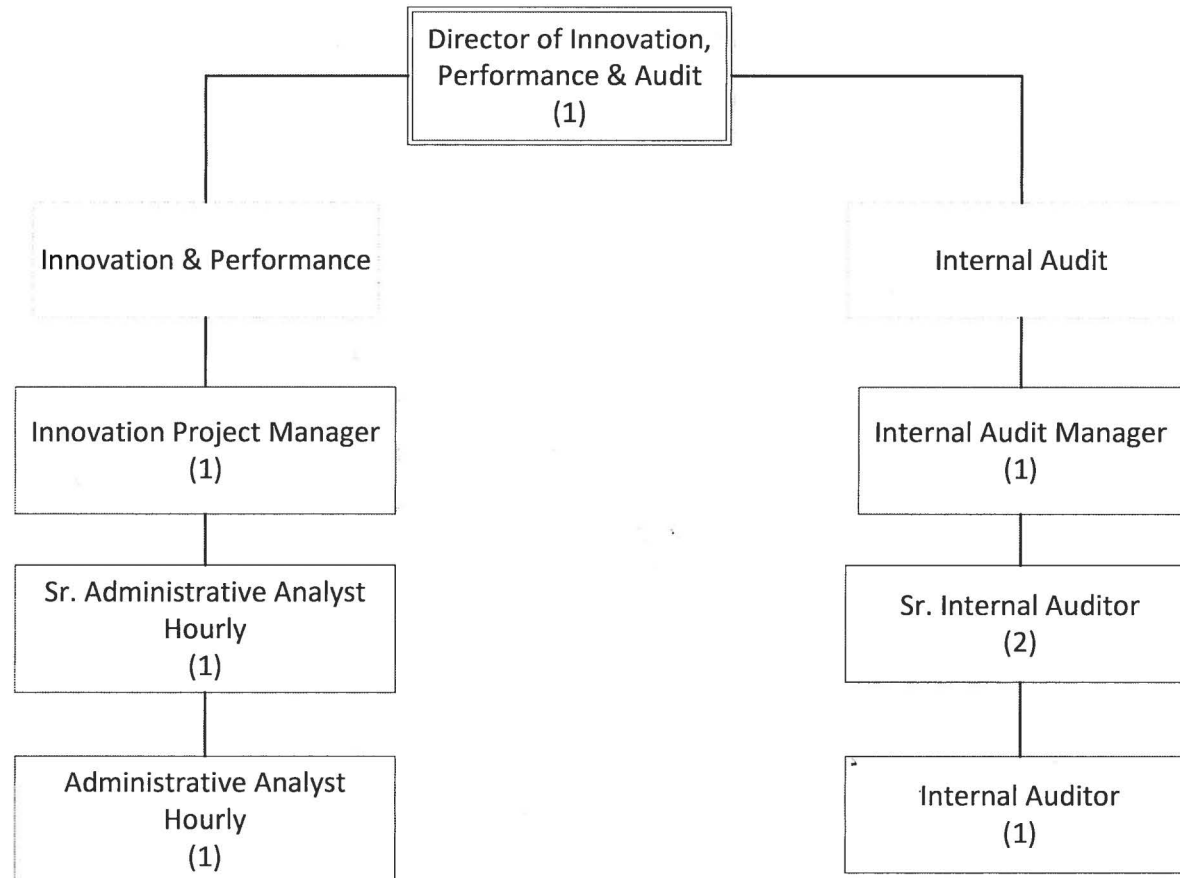 Director of Innovation,
Performance & Audit
(1)
Innovation & Performance
Internal Audit
Innovation Project Manager
(1)
Internal Audit Manager
(1)
Sr. Administrative Analyst
Hourly
(1)
Sr. Internal Auditor
(2)
Administrative Analyst
Hourly
(1)
Internal Auditor
(1)